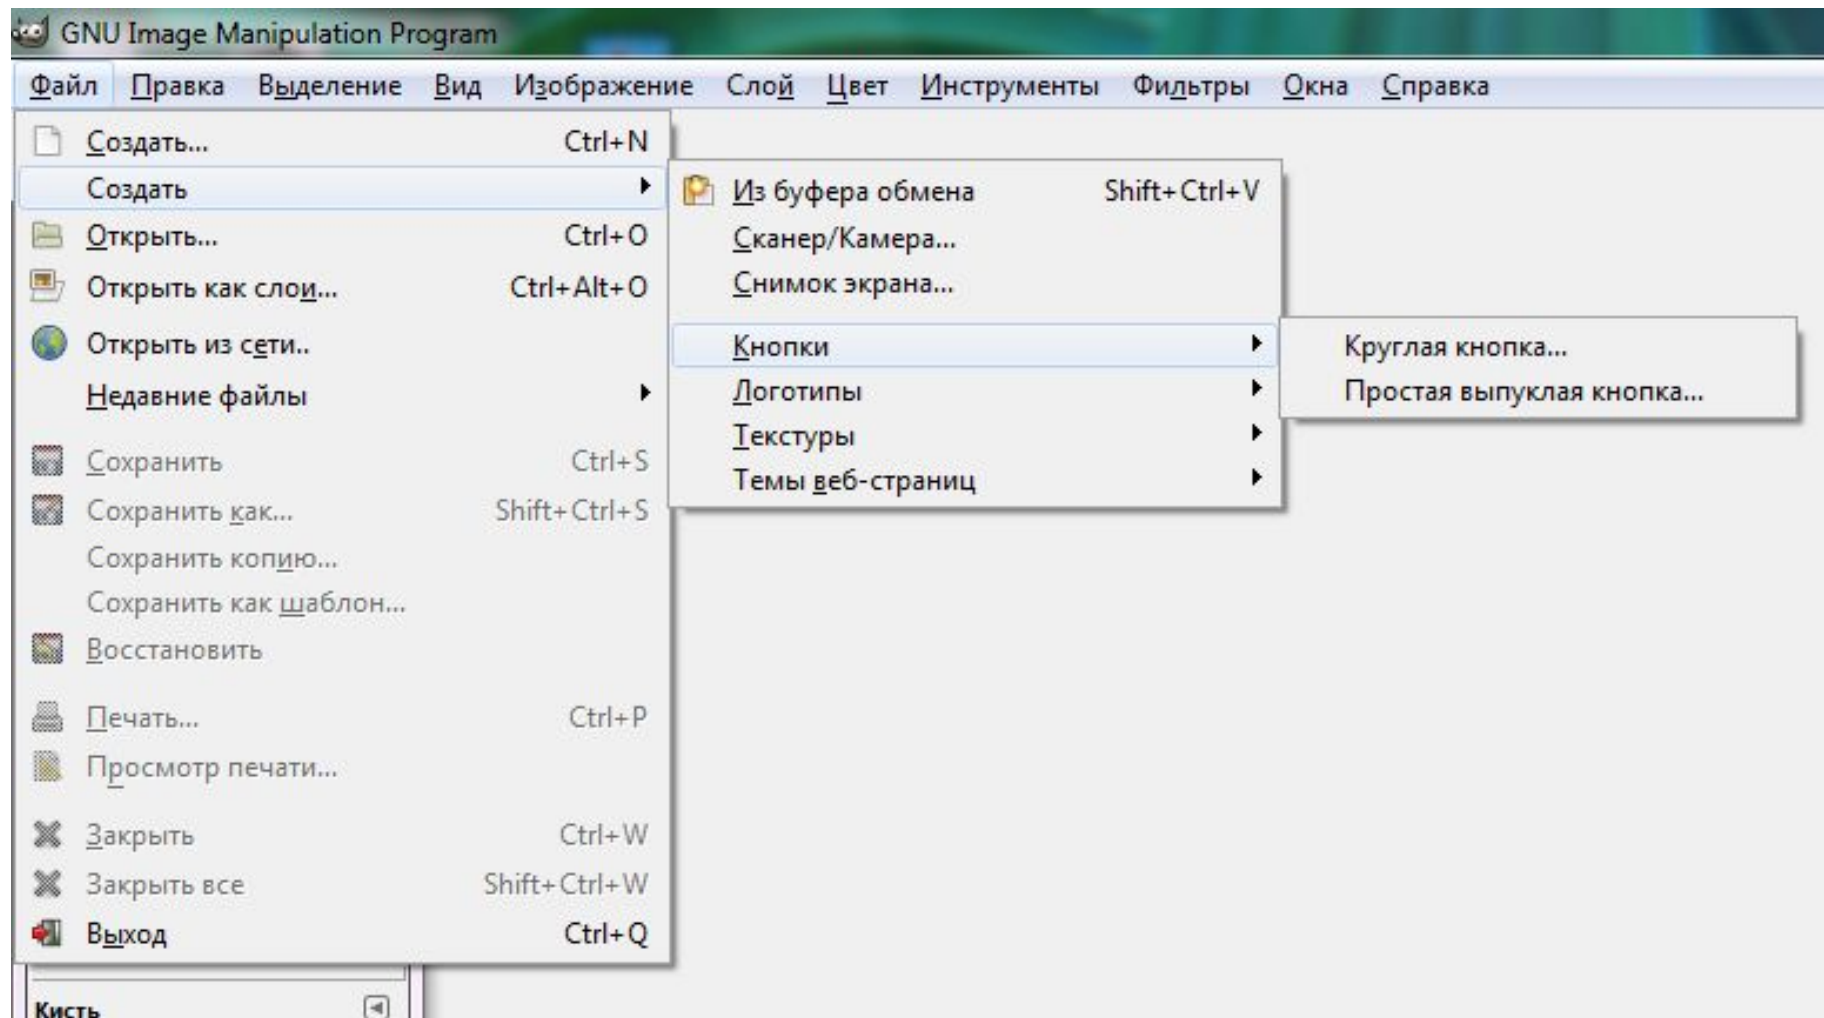 GNU Image Manipulation Program
Файл Правка Выделение Вид Изображение Слой Цвет Инструменты Фильтры Окна Справка
Создать... Ctrl+N
Создать
Открыть... Ctrl+O
Открыть как слои... Ctrl+Alt+O
Открыть из сети..
Недавние файлы
Сохранить Ctrl+S
Сохранить как... Shift+Ctrl+S
Сохранить копию...
Сохранить как шаблон...
Восстановить
Печать... Ctrl+P
Просмотр печати...
Закрыть Ctrl+W
Закрыть все Shift+Ctrl+W
Выход Ctrl+Q
Из буфера обмена Shift+Ctrl+V
Сканер/Камера...
Снимок экрана...
Кнопки
Логотипы
Текстуры
Темы веб-страниц
Круглая кнопка...
Простая выпуклая кнопка...
Кисть